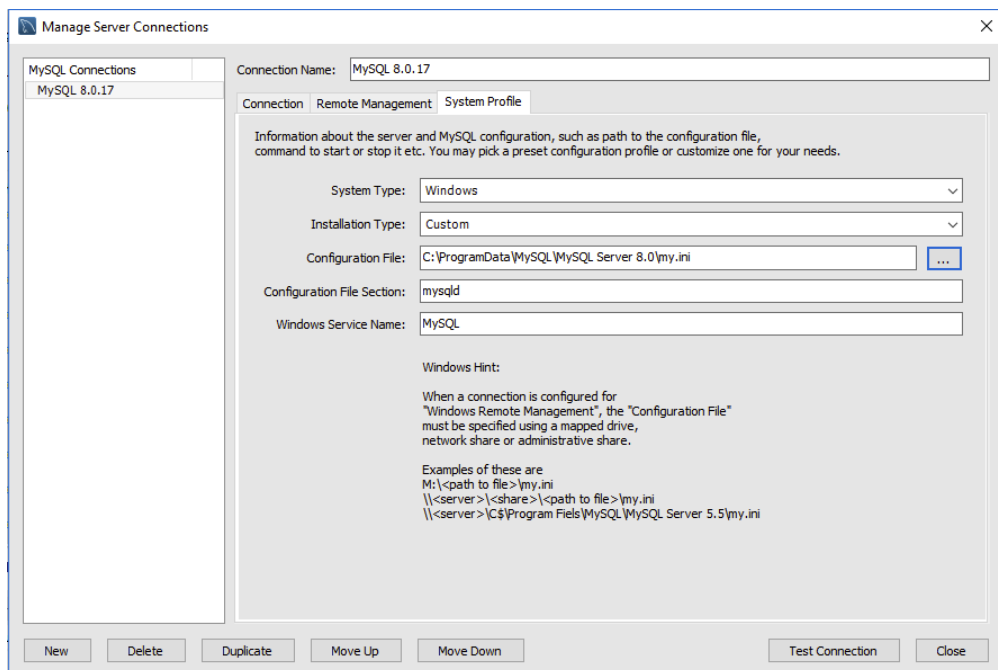 Manage Server Connections
MySQL Connections
MySQL 8.0.17
Connection Name: MySQL 8.0.17
Connection Remote Management System Profile
Information about the server and MySQL configuration, such as path to the configuration file,
command to start or stop it etc. You may pick a preset configuration profile or customize one for your needs.
System Type: Windows
Installation Type: Custom
Configuration File: C:\ProgramData\MySQL\MySQL Server 8.0\my.ini ...
Configuration File Section: mysqld
Windows Service Name: MySQL
Windows Hint:
When a connection is configured for
"Windows Remote Management", the "Configuration File"
must be specified using a mapped drive,
network share or administrative share.
Examples of these are
M:\<path to file>\my.ini
\\<server>\<share>\<path to file>\my.ini
\\<server>\C$\Program Fiels\MySQL\MySQL Server 5.5\my.ini
New Delete Duplicate Move Up Move Down Test Connection Close